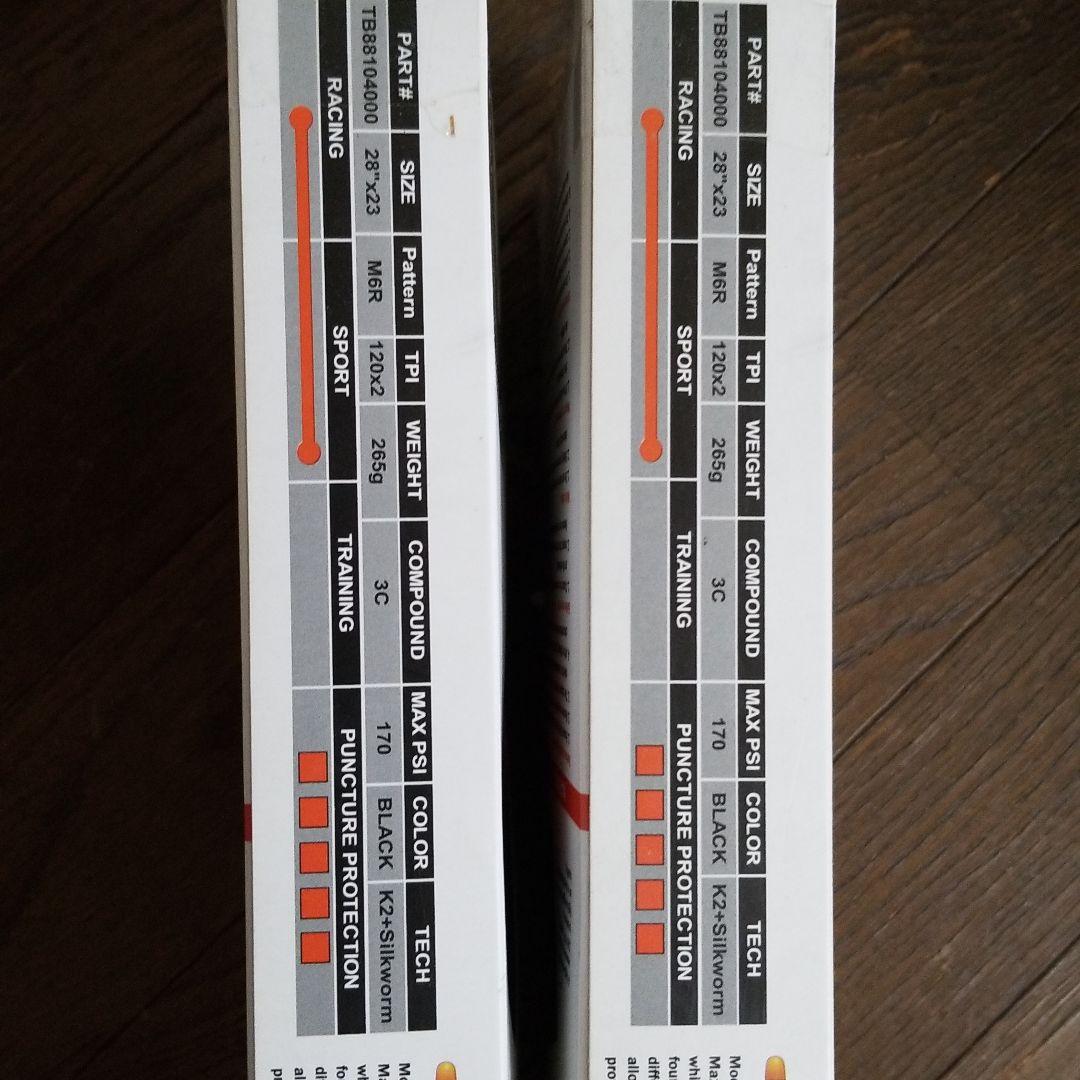 PART# SIZE Pattern TPI WEIGHT COMPOUND MAX PSI COLOR TECH
TB88104000 28"x23 M6R 120x2 265g 3C 170 BLACK K2+Silkworm
RACING SPORT TRAINING PUNCTURE PROTECTION
PART# SIZE Pattern TPI WEIGHT COMPOUND MAX PSI COLOR TECH
TB88104000 28"x23 M6R 120x2 265g 3C 170 BLACK K2+Silkworm
RACING SPORT TRAINING PUNCTURE PROTECTION